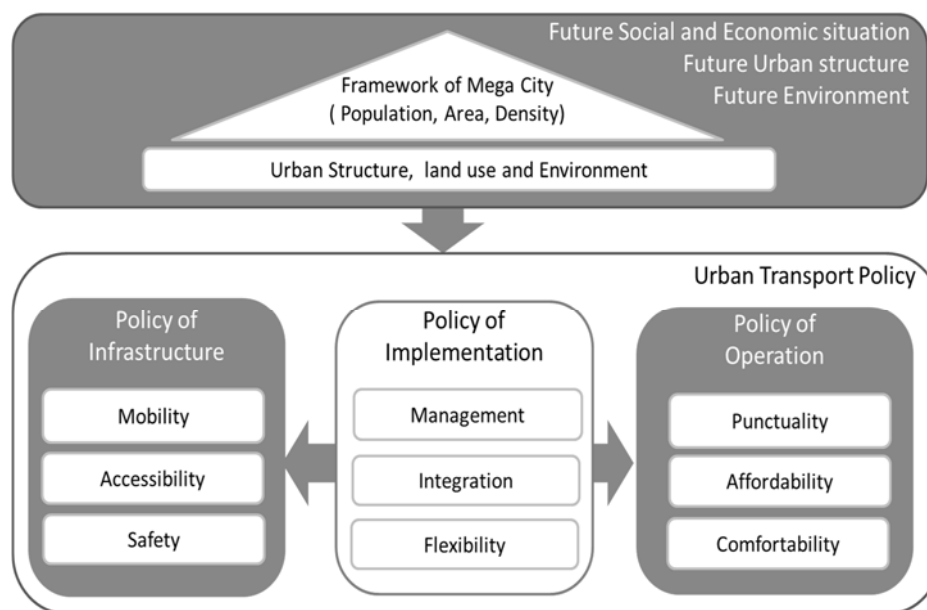 Future Social and Economic situation
Future Urban structure
Future Environment
Framework of Mega City
( Population, Area, Density)
Urban Structure, land use and Environment
Urban Transport Policy
Policy of
Infrastructure
Mobility
Accessibility
Safety
Policy of
Implementation
Management
Integration
Flexibility
Policy of
Operation
Punctuality
Affordability
Comfortability